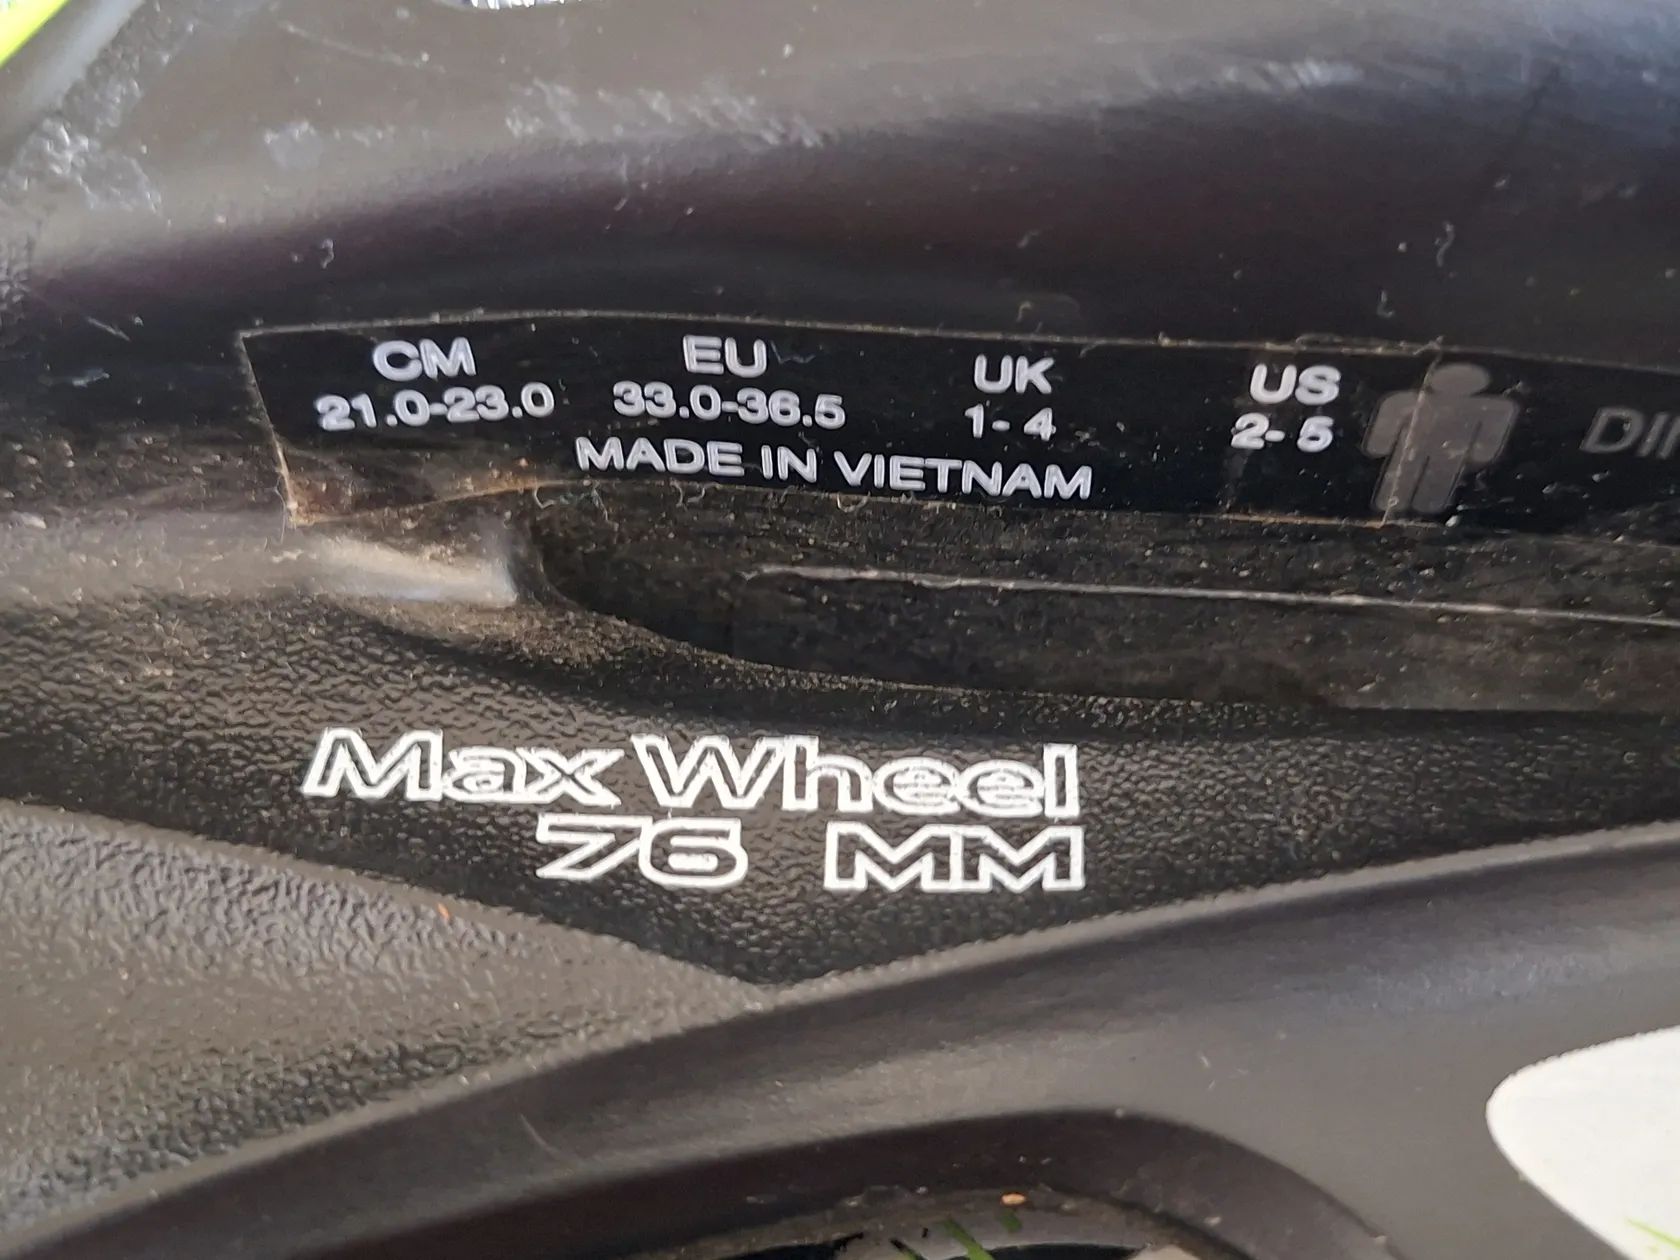 CM EU UK US
21.0-23.0 33.0-36.5 1-4 2-5
MADE IN VIETNAM
Max Wheel
76 MM